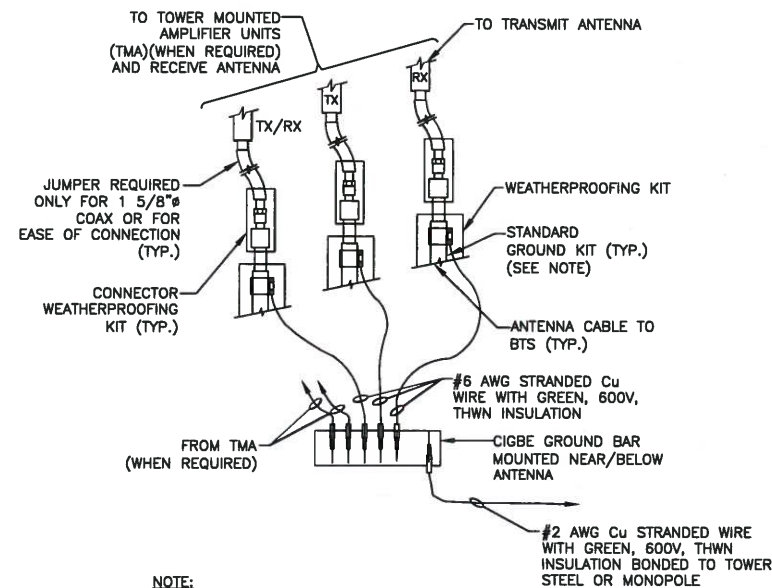 TO TOWER MOUNTED
AMPLIFIER UNITS
(TMA)(WHEN REQUIRED)
AND RECEIVE ANTENNA
TO TRANSMIT ANTENNA
RX
TX
TX/RX
JUMPER REQUIRED
ONLY FOR 1 5/8"ø
COAX OR FOR
EASE OF CONNECTION
(TYP.)
WEATHERPROOFING KIT
STANDARD
GROUND KIT (TYP.)
(SEE NOTE)
CONNECTOR
WEATHERPROOFING
KIT (TYP.)
ANTENNA CABLE TO
BTS (TYP.)
#6 AWG STRANDED Cu
WIRE WITH GREEN, 600V,
THWN INSULATION
FROM TMA
(WHEN REQUIRED)
CIGBE GROUND BAR
MOUNTED NEAR/BELOW
ANTENNA
#2 AWG Cu STRANDED WIRE
WITH GREEN, 600V, THWN
INSULATION BONDED TO TOWER
STEEL OR MONOPOLE
NOTE: